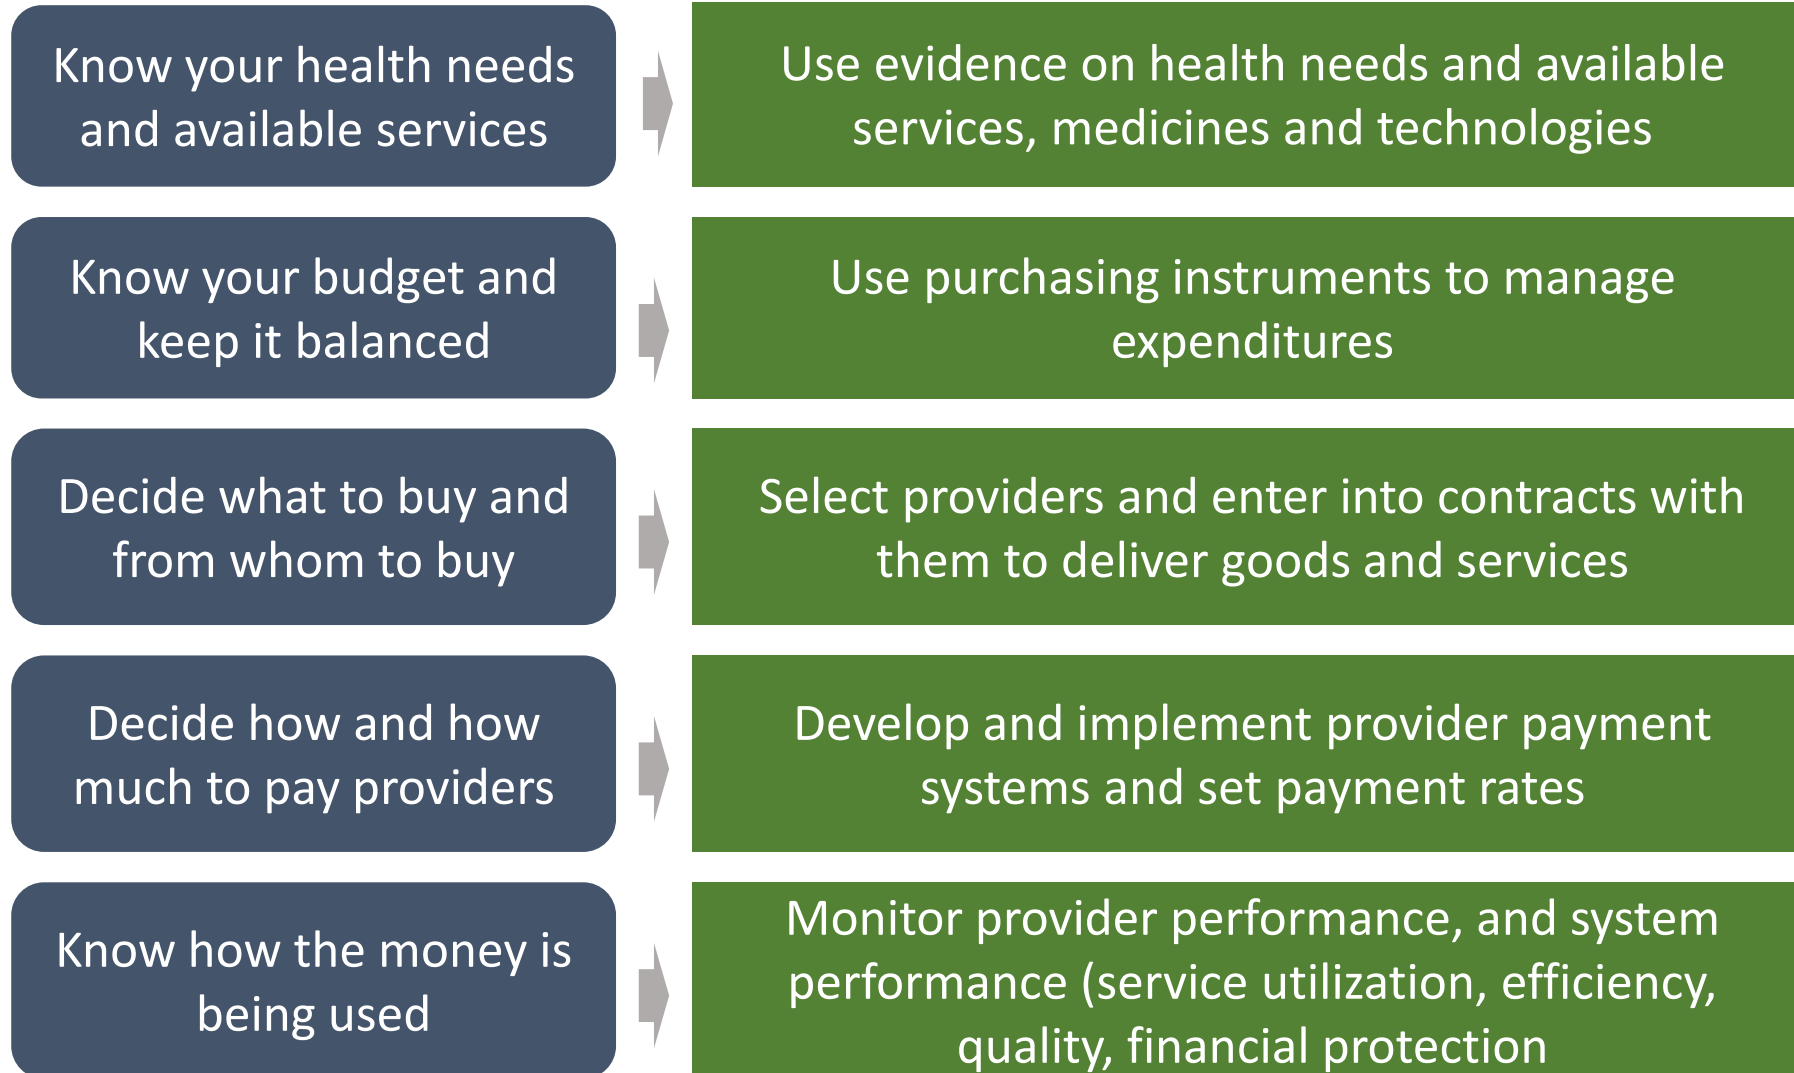 Know your health needs
and available services
Use evidence on health needs and available
services, medicines and technologies
Know your budget and
keep it balanced
Use purchasing instruments to manage
expenditures
Decide what to buy and
from whom to buy
Select providers and enter into contracts with
them to deliver goods and services
Decide how and how
much to pay providers
Develop and implement provider payment
systems and set payment rates
Know how the money is
being used
Monitor provider performance, and system
performance (service utilization, efficiency,
quality, financial protection